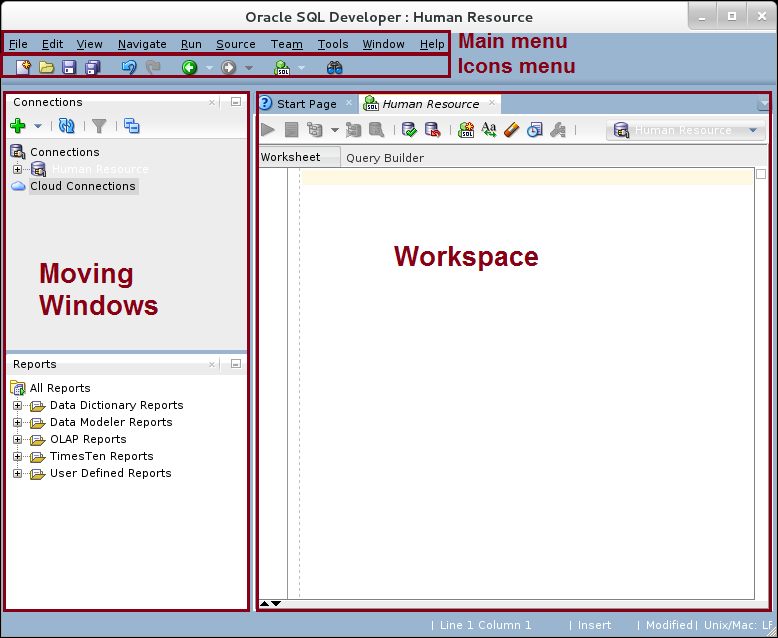 Oracle SQL Developer : Human Resource
File Edit View Navigate Run Source Team Tools Window Help
Main menu
Icons menu
Connections
Connections
Human Resource
Cloud Connections
Moving
Windows
Reports
All Reports
Data Dictionary Reports
Data Modeler Reports
OLAP Reports
TimesTen Reports
User Defined Reports
Start Page Human Resource
Human Resource
Worksheet Query Builder
Workspace
| Line 1 Column 1 | Insert | Modified | Unix/Mac: LF